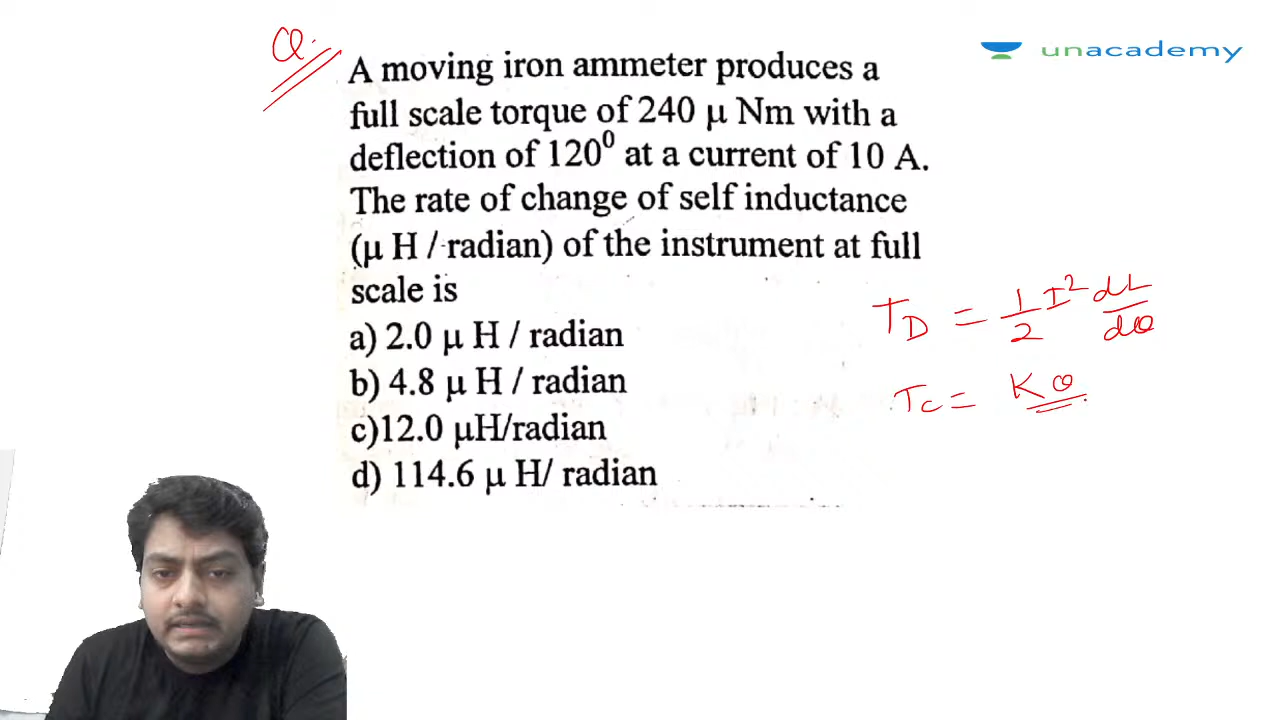 Q.
unacademy
A moving iron ammeter produces a
full scale torque of 240 μ Nm with a
deflection of 120⁰ at a current of 10 A.
The rate of change of self inductance
(μ H / radian) of the instrument at full
scale is
a) 2.0 μ H / radian
b) 4.8 μ H / radian
c)12.0 μH/radian
d) 114.6 μ H/ radian
T_D = 1/2 I² dL/dθ
T_C = Kθ